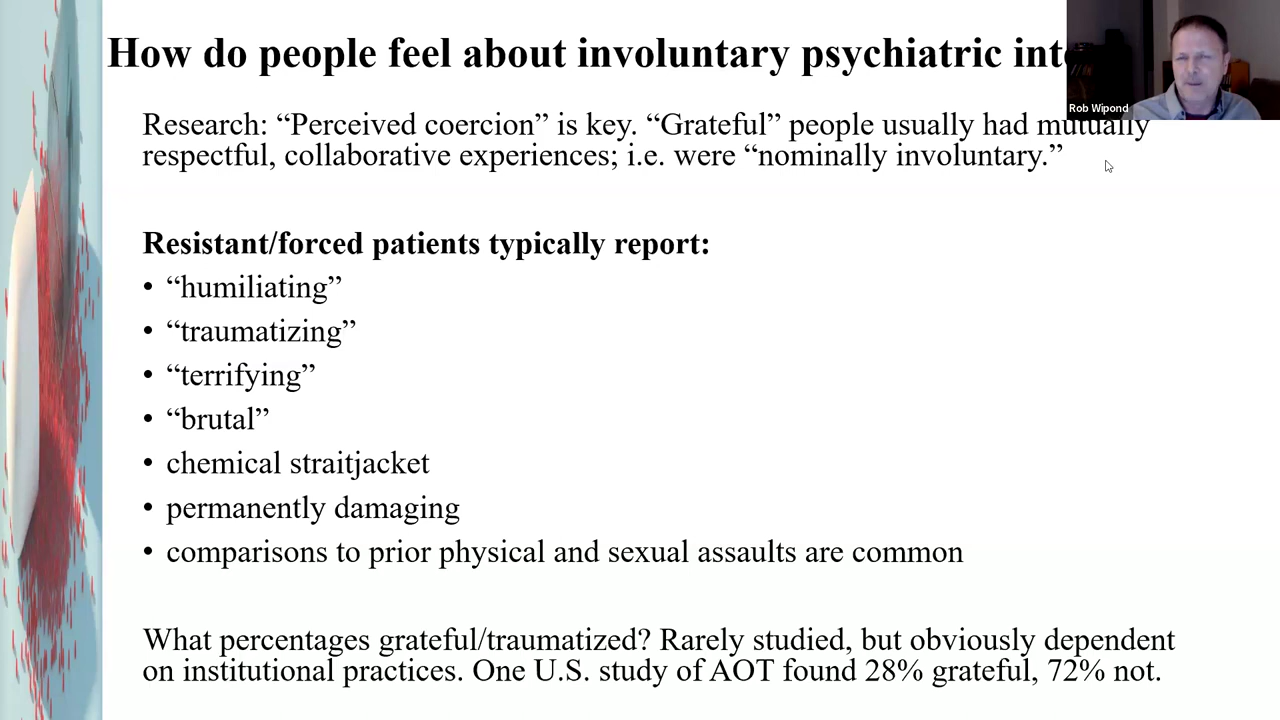 How do people feel about involuntary psychiatric
Rob Wipond
Research: “Perceived coercion” is key. “Grateful” people usually had mutually
respectful, collaborative experiences; i.e. were “nominally involuntary.”
Resistant/forced patients typically report:
• “humiliating”
• “traumatizing”
• “terrifying”
• “brutal”
• chemical straitjacket
• permanently damaging
• comparisons to prior physical and sexual assaults are common
What percentages grateful/traumatized? Rarely studied, but obviously dependent
on institutional practices. One U.S. study of AOT found 28% grateful, 72% not.